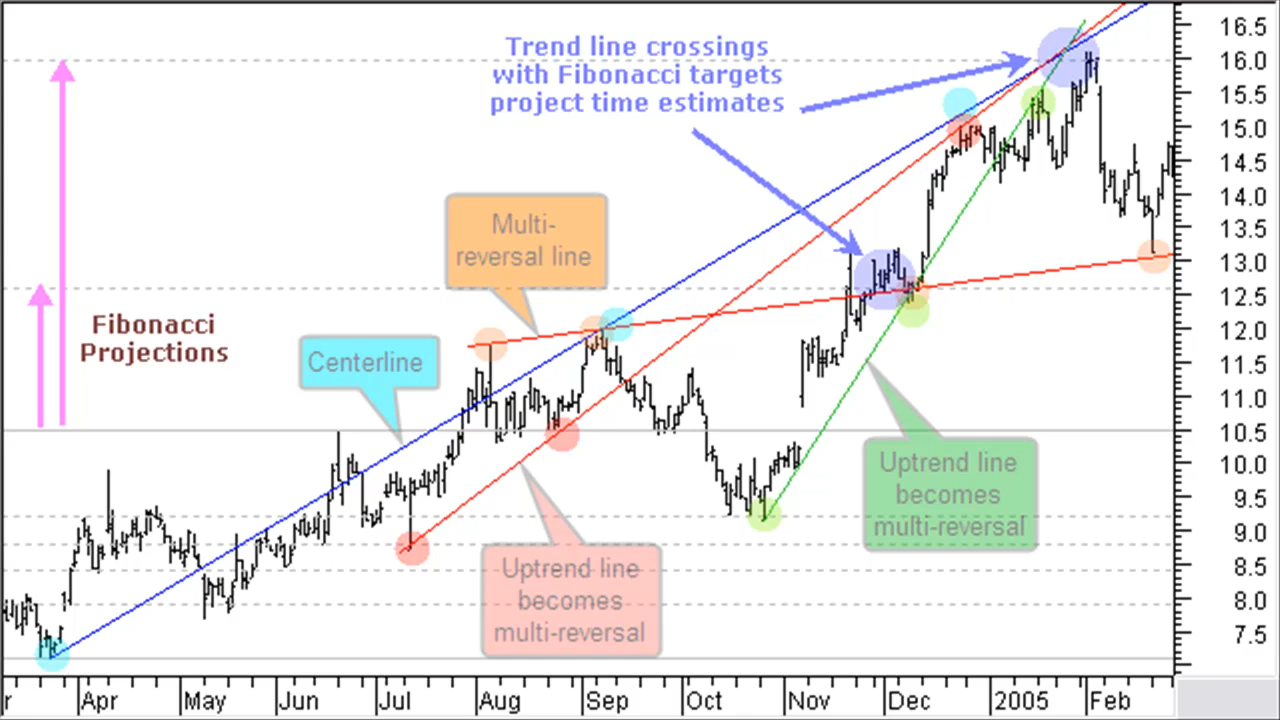 Trend line crossings
with Fibonacci targets
project time estimates
Multi-
reversal line
Fibonacci
Projections
Centerline
Uptrend line
becomes
multi-reversal
Uptrend line
becomes
multi-reversal
16.5
16.0
15.5
15.0
14.5
14.0
13.5
13.0
12.5
12.0
11.5
11.0
10.5
10.0
9.5
9.0
8.5
8.0
7.5
r Apr May Jun Jul Aug Sep Oct Nov Dec 2005 Feb